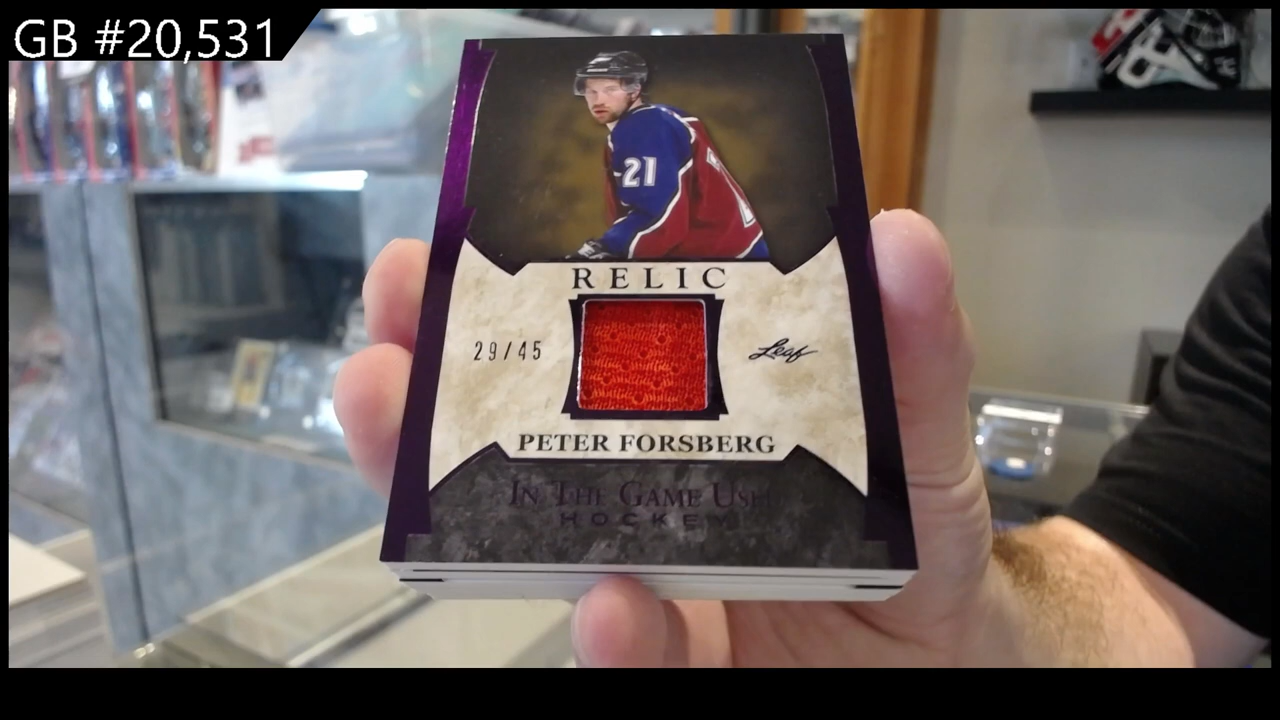 GB #20,531
21
RELIC
29/45
Leaf
PETER FORSBERG
IN THE GAME USED
HOCKEY